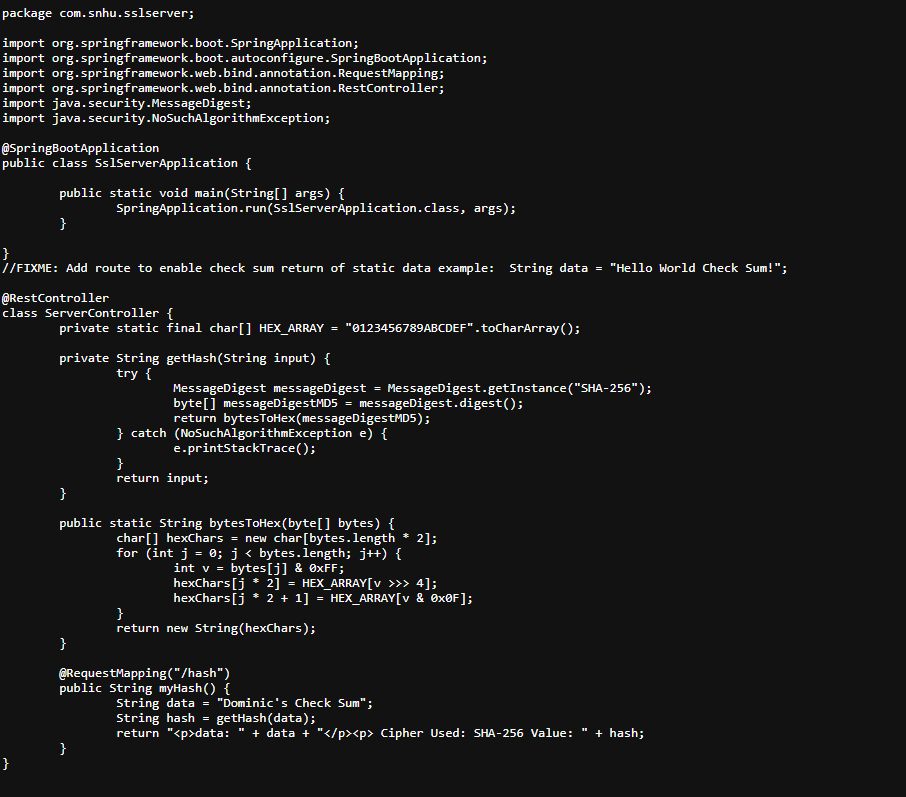 package com.snhu.sslserver;

import org.springframework.boot.SpringApplication;
import org.springframework.boot.autoconfigure.SpringBootApplication;
import org.springframework.web.bind.annotation.RequestMapping;
import org.springframework.web.bind.annotation.RestController;
import java.security.MessageDigest;
import java.security.NoSuchAlgorithmException;

@SpringBootApplication
public class SslServerApplication {

        public static void main(String[] args) {
                SpringApplication.run(SslServerApplication.class, args);
        }

}
//FIXME: Add route to enable check sum return of static data example:  String data = "Hello World Check Sum!";

@RestController
class ServerController {
        private static final char[] HEX_ARRAY = "0123456789ABCDEF".toCharArray();

        private String getHash(String input) {
                try {
                        MessageDigest messageDigest = MessageDigest.getInstance("SHA-256");
                        byte[] messageDigestMD5 = messageDigest.digest();
                        return bytesToHex(messageDigestMD5);
                } catch (NoSuchAlgorithmException e) {
                        e.printStackTrace();
                }
                return input;
        }

        public static String bytesToHex(byte[] bytes) {
                char[] hexChars = new char[bytes.length * 2];
                for (int j = 0; j < bytes.length; j++) {
                        int v = bytes[j] & 0xFF;
                        hexChars[j * 2] = HEX_ARRAY[v >>> 4];
                        hexChars[j * 2 + 1] = HEX_ARRAY[v & 0x0F];
                }
                return new String(hexChars);
        }

        @RequestMapping("/hash")
        public String myHash() {
                String data = "Dominic's Check Sum";
                String hash = getHash(data);
                return "<p>data: " + data + "</p><p> Cipher Used: SHA-256 Value: " + hash;
        }
}